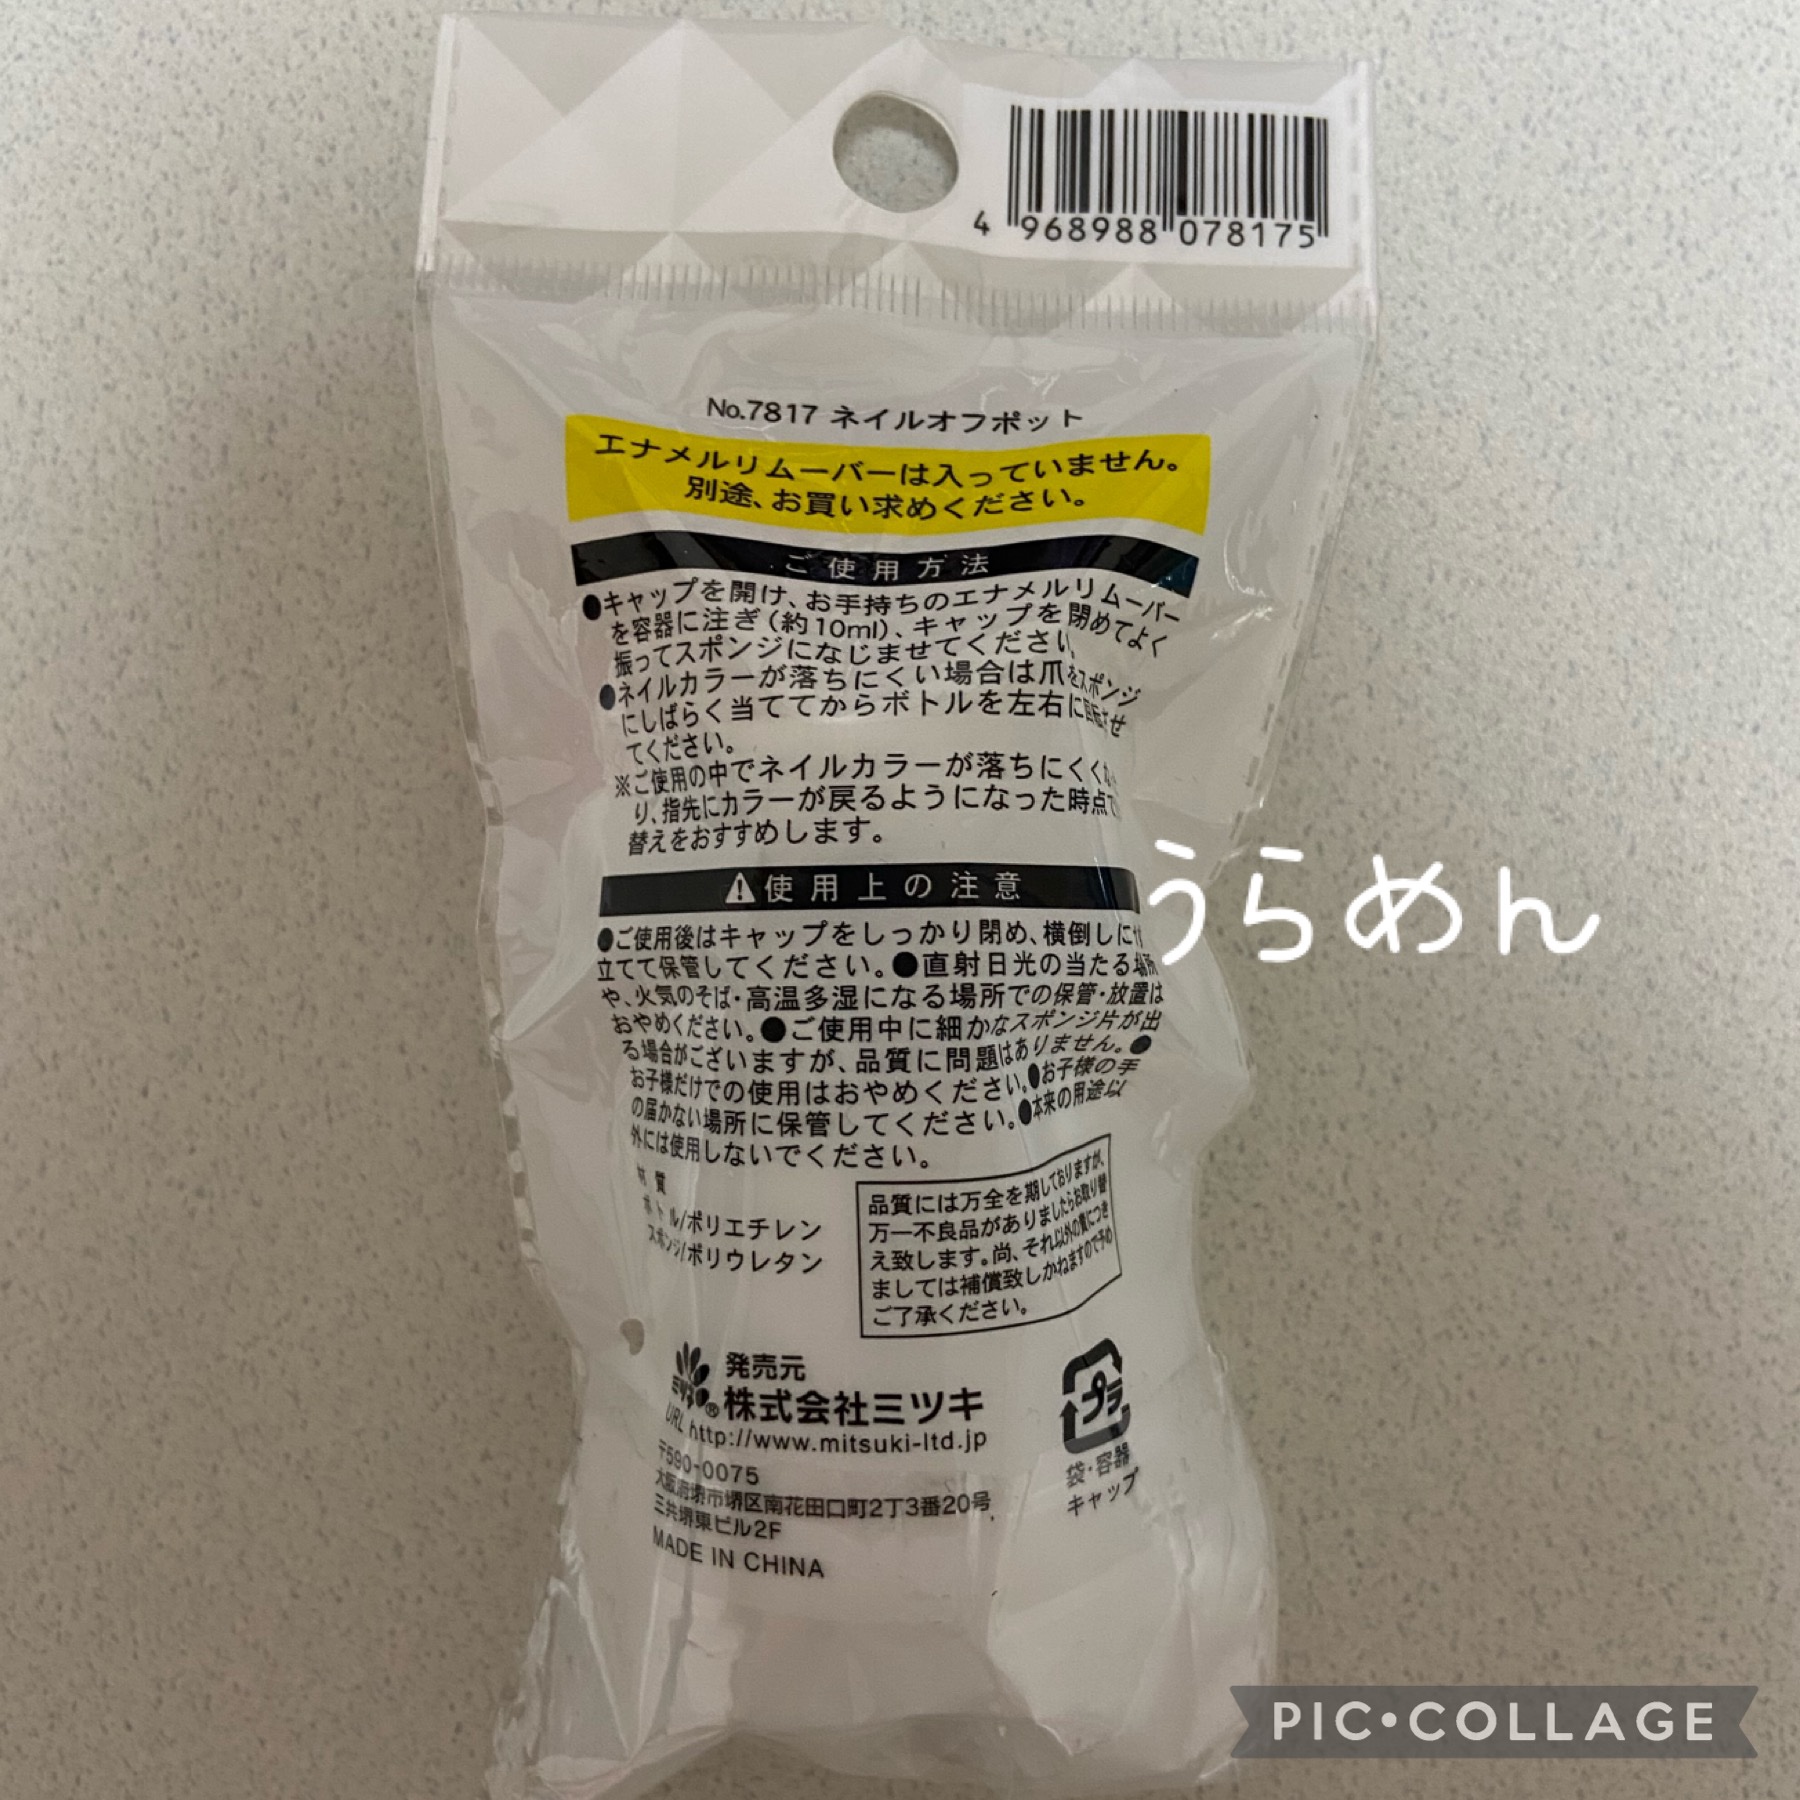 4 968988 078175
No.7817 ネイルオフポット
エナメルリムーバーは入っていません。
別途、お買い求めください。
ご使用方法
●キャップを開け、お手持ちのエナメルリムーバー
を容器に注ぎ(約10ml)、キャップを閉めてよく
振ってスポンジになじませてください。
●ネイルカラーが落ちにくい場合は爪をスポンジ
にしばらく当ててからボトルを左右に回転させ
てください。
※ご使用の中でネイルカラーが落ちにくくな
り、指先にカラーが戻るようになった時点で
替えをおすすめします。
⚠使用上の注意
うらめん
●ご使用後はキャップをしっかり閉め、横倒しにせず
立てて保管してください。●直射日光の当たる場所
や、火気のそば・高温多湿になる場所での保管・放置は
おやめください。●ご使用中に細かなスポンジ片が出
る場合がございますが、品質に問題はありません。●
お子様だけでの使用はおやめください。●お子様の手
の届かない場所に保管してください。●本来の用途以
外には使用しないでください。
材質
ボトル/ポリエチレン
スポンジ/ポリウレタン
品質には万全を期しておりますが、
万一不良品がありましたらお取り替
え致します。尚、それ以外の責につき
ましては補償致しかねますので予め
ご了承ください。
ミツキ® 発売元
株式会社ミツキ
URL http://www.mitsuki-ltd.jp
〒590-0075
大阪府堺市堺区南花田口町2丁3番20号
三共堺東ビル2F
MADE IN CHINA
プラ
袋・容器
キャップ
PIC•COLLAGE